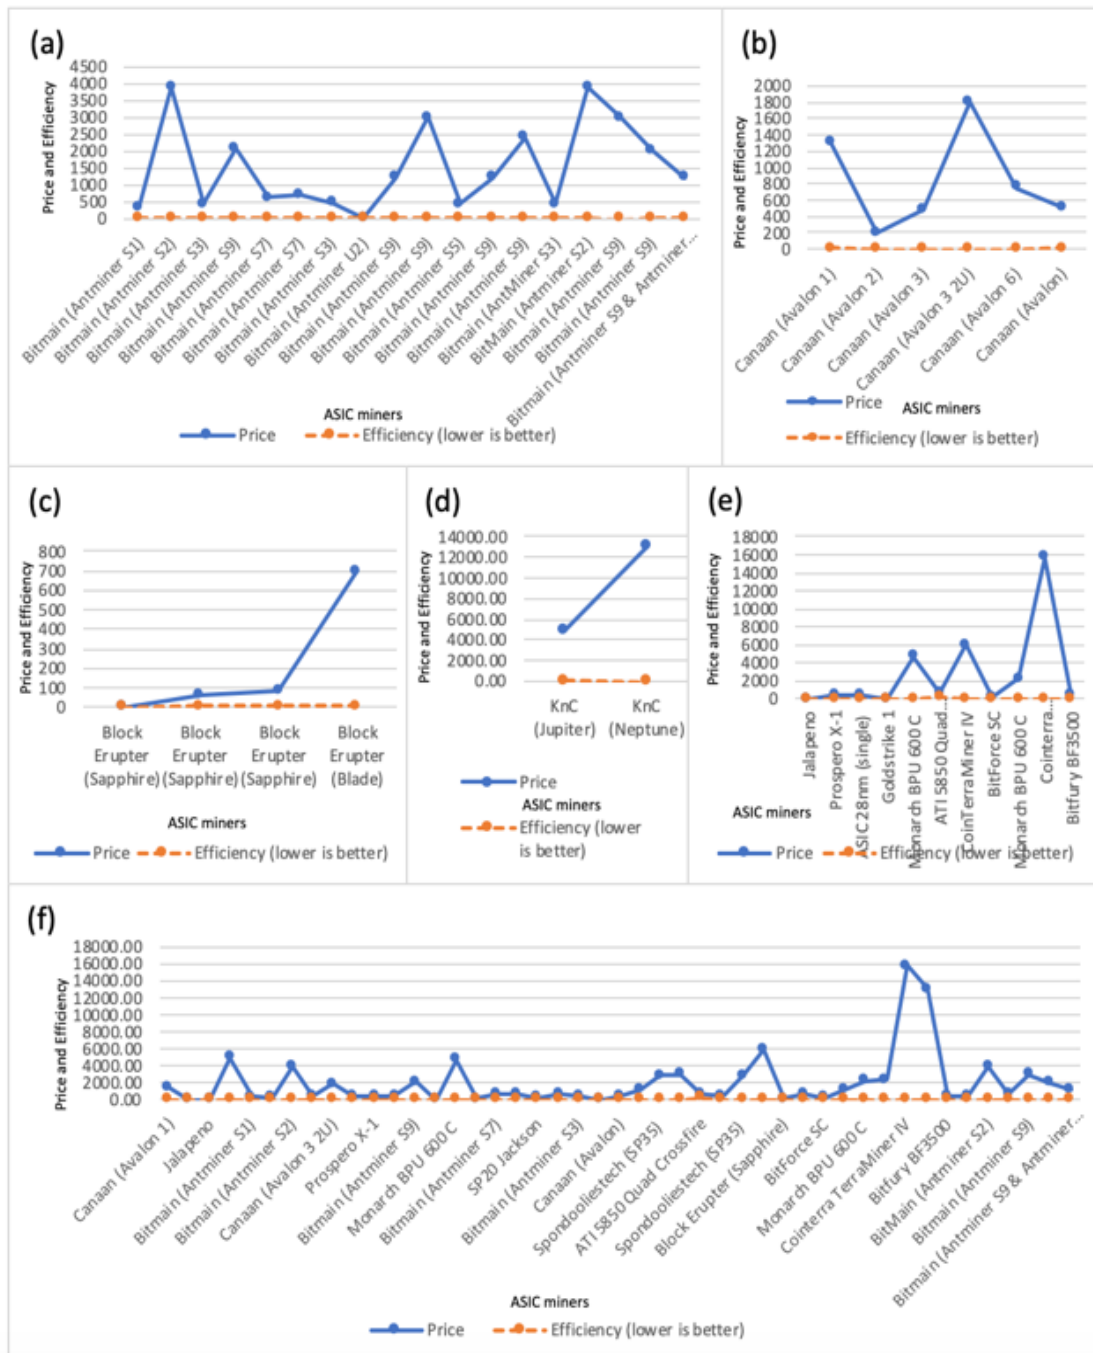 (a)
Price and Efficiency
4500
4000
3500
3000
2500
2000
1500
1000
500
0
Bitmain (Antminer S1)
Bitmain (Antminer S2)
Bitmain (Antminer S3)
Bitmain (Antminer S9)
Bitmain (Antminer S7)
Bitmain (Antminer S7)
Bitmain (Antminer S3)
Bitmain (Antminer U2)
Bitmain (Antminer S9)
Bitmain (Antminer S9)
Bitmain (Antminer S5)
Bitmain (Antminer S9)
Bitmain (Antminer S9)
Bitmain (AntMiner S3)
BitMain (Antminer S2)
Bitmain (Antminer S9)
Bitmain (Antminer S9)
Bitmain (Antminer S9 & Antminer...
ASIC miners
Price
Efficiency (lower is better)
(b)
Price and Efficiency
2000
1800
1600
1400
1200
1000
800
600
400
200
0
Canaan (Avalon 1)
Canaan (Avalon 2)
Canaan (Avalon 3)
Canaan (Avalon 3 2U)
Canaan (Avalon 6)
Canaan (Avalon)
Price
ASIC miners
Efficiency (lower is better)
(c)
Price and Efficiency
800
700
600
500
400
300
200
100
0
Block Erupter (Sapphire)
Block Erupter (Sapphire)
Block Erupter (Sapphire)
Block Erupter (Blade)
ASIC miners
Price
Efficiency (lower is better)
(d)
Price and Efficiency
14000.00
12000.00
10000.00
8000.00
6000.00
4000.00
2000.00
0.00
KnC (Jupiter)
KnC (Neptune)
Price
ASIC miners
Efficiency (lower
is better)
(e)
Price and Efficiency
18000
16000
14000
12000
10000
8000
6000
4000
2000
0
Jalapeno
Prospero X-1
ASIC 28nm (single)
Goldstrike 1
Monarch BPU 600 C
ATI 5850 Quad...
CoinTerraMiner IV
BitForce SC
Monarch BPU 600 C
Cointerra...
Bitfury BF3500
ASIC miners
Price
Efficiency (lower is better)
(f)
Price and Efficiency
18000.00
16000.00
14000.00
12000.00
10000.00
8000.00
6000.00
4000.00
2000.00
0.00
Canaan (Avalon 1)
Jalapeno
Bitmain (Antminer S1)
Bitmain (Antminer S2)
Canaan (Avalon 3 2U)
Prospero X-1
Bitmain (Antminer S9)
Monarch BPU 600 C
Bitmain (Antminer S7)
SP20 Jackson
Bitmain (Antminer S3)
Canaan (Avalon)
Spondooliestech (SP35)
ATI 5850 Quad Crossfire
Spondooliestech (SP35)
Block Erupter (Sapphire)
BitForce SC
Monarch BPU 600 C
Cointerra TerraMiner IV
Bitfury BF3500
BitMain (Antminer S2)
Bitmain (Antminer S9)
Bitmain (Antminer S9 & Antminer...
ASIC miners
Price
Efficiency (lower is better)